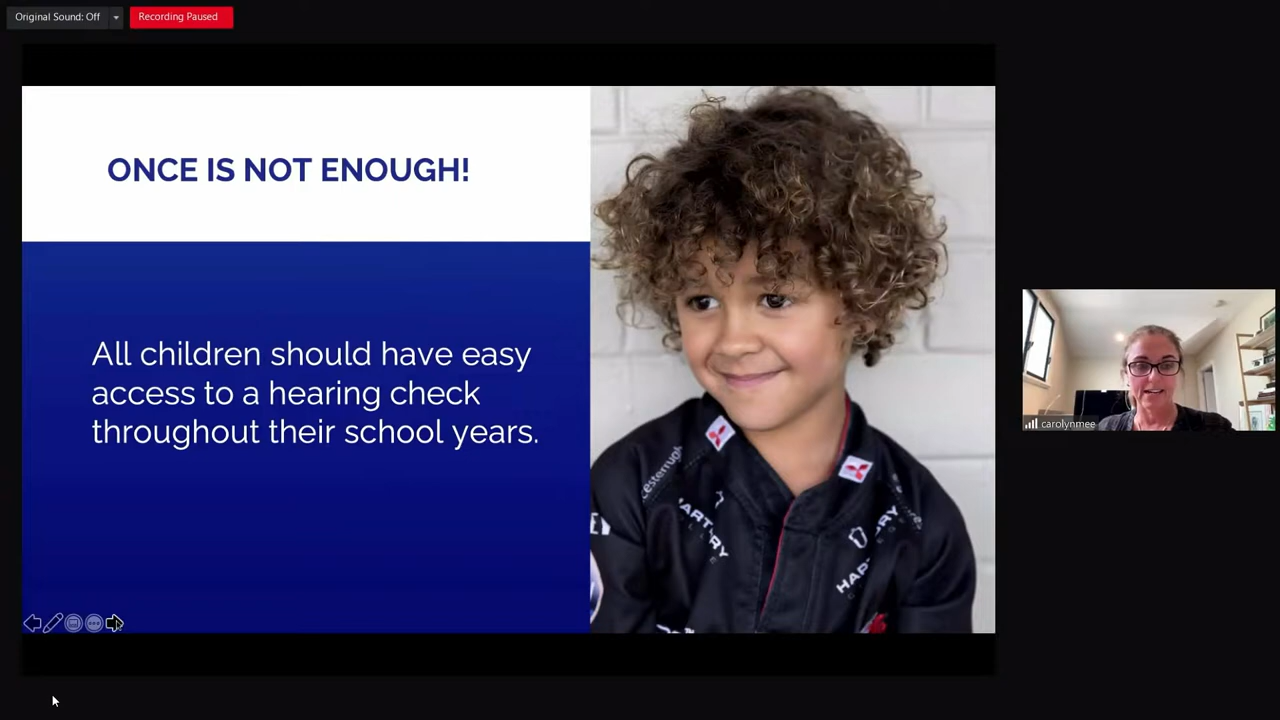 Original Sound: Off
Recording Paused
ONCE IS NOT ENOUGH!
All children should have easy
access to a hearing check
throughout their school years.
carolynmee